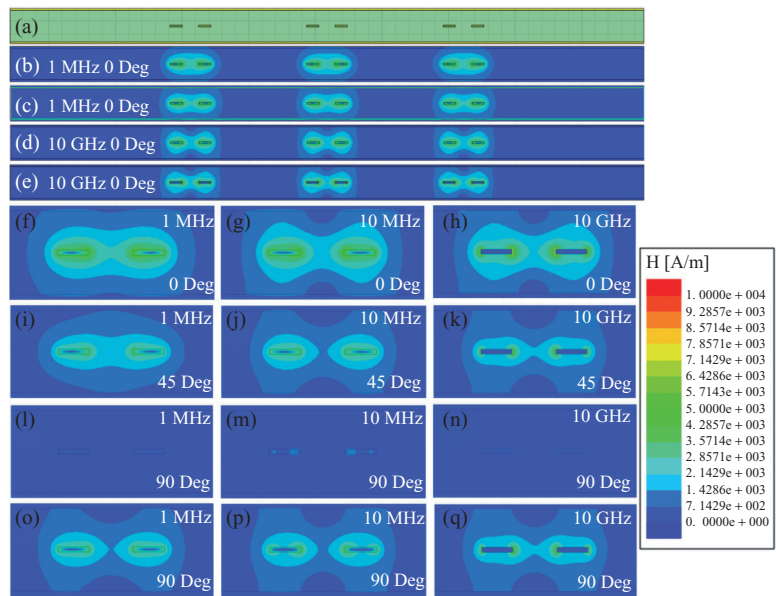 (a)
(b) 1 MHz 0 Deg
(c) 1 MHz 0 Deg
(d) 10 GHz 0 Deg
(e) 10 GHz 0 Deg
(f) 1 MHz
0 Deg
(g) 10 MHz
0 Deg
(h) 10 GHz
0 Deg
(i) 1 MHz
45 Deg
(j) 10 MHz
45 Deg
(k) 10 GHz
45 Deg
(l) 1 MHz
90 Deg
(m) 10 MHz
90 Deg
(n) 10 GHz
90 Deg
(o) 1 MHz
90 Deg
(p) 10 MHz
90 Deg
(q) 10 GHz
90 Deg
H [A/m]
1. 0000e + 004
9. 2857e + 003
8. 5714e + 003
7. 8571e + 003
7. 1429e + 003
6. 4286e + 003
5. 7143e + 003
5. 0000e + 003
4. 2857e + 003
3. 5714e + 003
2. 8571e + 003
2. 1429e + 003
1. 4286e + 003
7. 1429e + 002
0. 0000e + 000